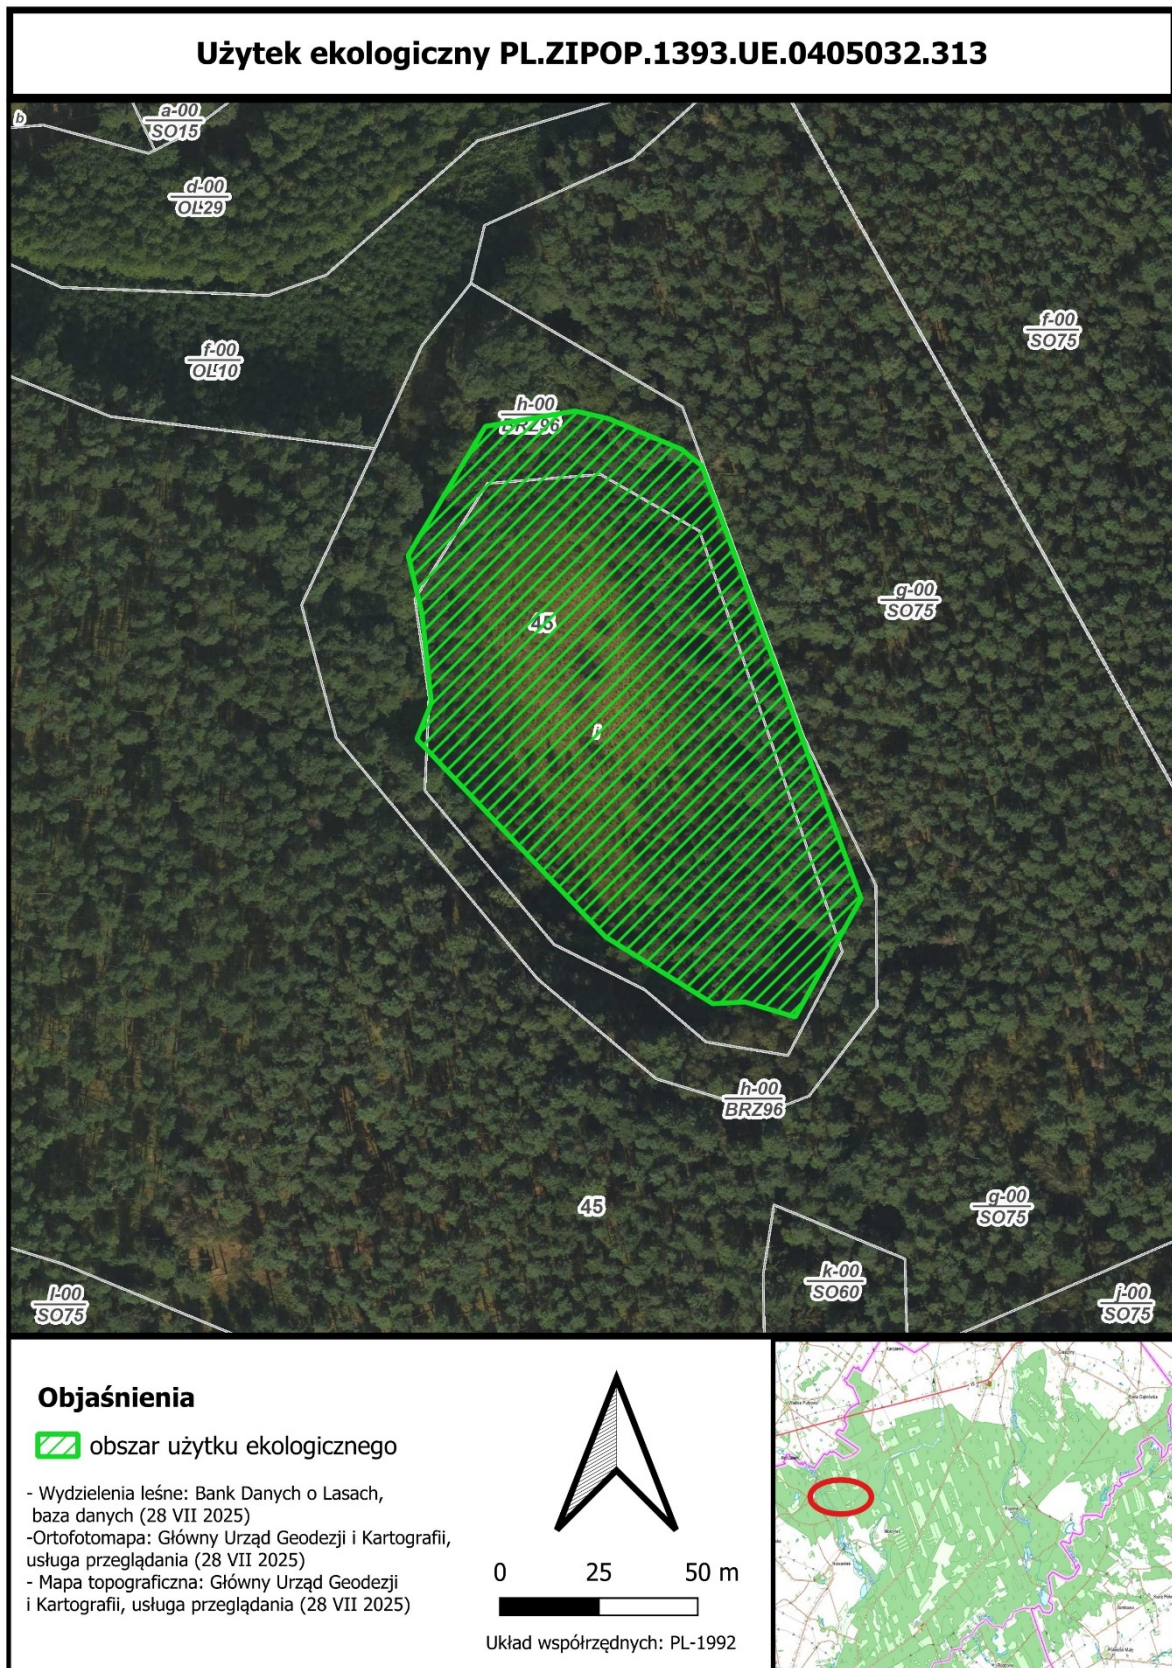 Użytek ekologiczny PL.ZIPOP.1393.UE.0405032.313
b
a-00
SO15
d-00
OL29
f-00
OL10
f-00
SO75
h-00
BRZ96
g-00
SO75
45
h-00
BRZ96
45
g-00
SO75
k-00
SO60
l-00
SO75
j-00
SO75
Objaśnienia
obszar użytku ekologicznego
- Wydzielenia leśne: Bank Danych o Lasach,
baza danych (28 VII 2025)
-Ortofotomapa: Główny Urząd Geodezji i Kartografii,
usługa przeglądania (28 VII 2025)
- Mapa topograficzna: Główny Urząd Geodezji
i Kartografii, usługa przeglądania (28 VII 2025)
0 25 50 m
Układ współrzędnych: PL-1992